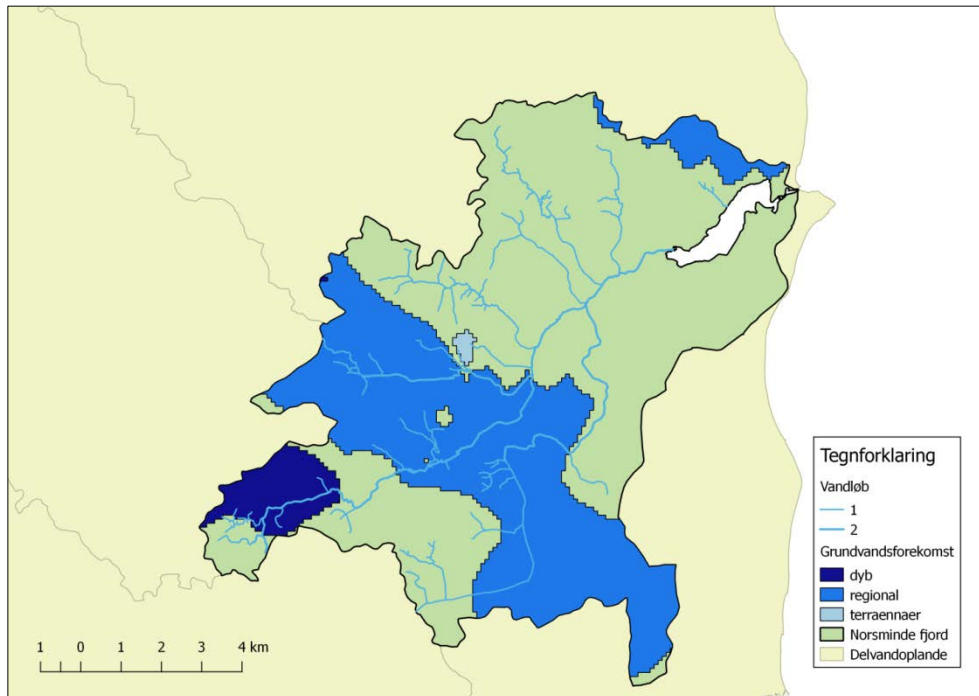 Tegnforklaring
Vandløb
1
2
Grundvandsforekomst
dyb
regional
terraennaer
Norsminde fjord
Delvandoplande
1 0 1 2 3 4 km